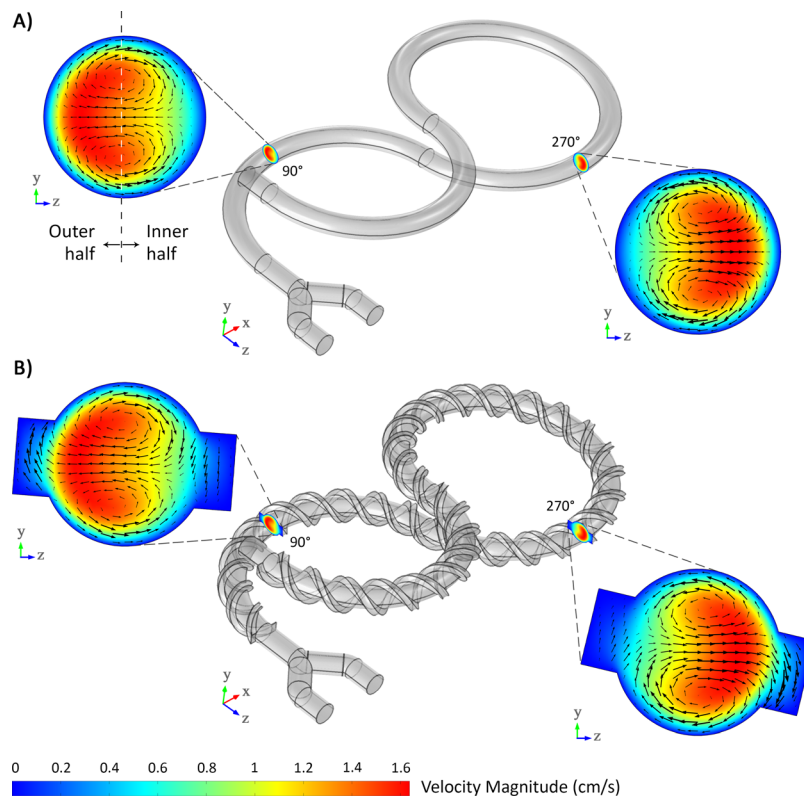 A)
90°
270°
y
z
Outer half
Inner half
y
x
z
y
z
B)
90°
270°
y
z
y
x
z
y
z
0 0.2 0.4 0.6 0.8 1 1.2 1.4 1.6
Velocity Magnitude (cm/s)